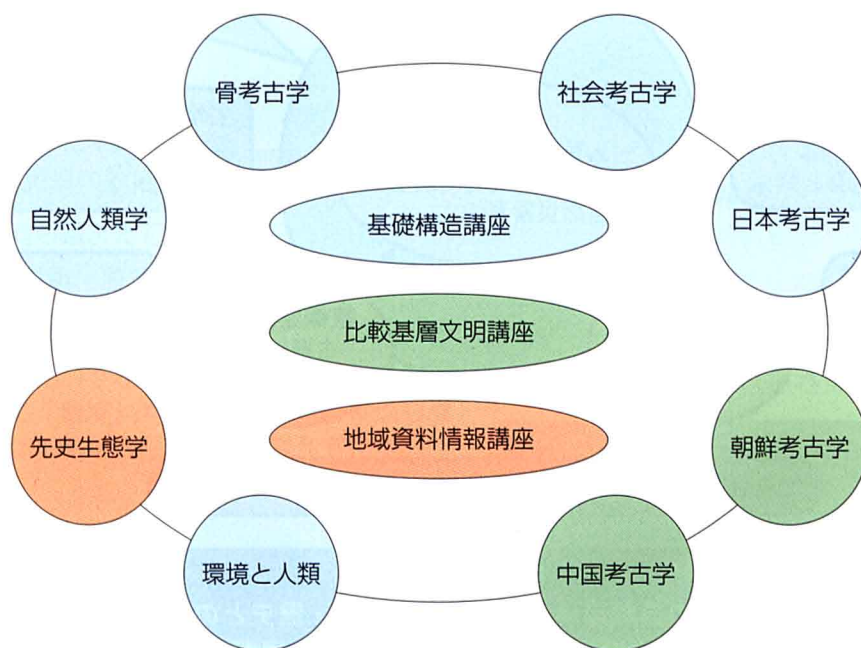 骨考古学
社会考古学
自然人類学
基礎構造講座
日本考古学
比較基層文明講座
先史生態学
地域資料情報講座
朝鮮考古学
環境と人類
中国考古学